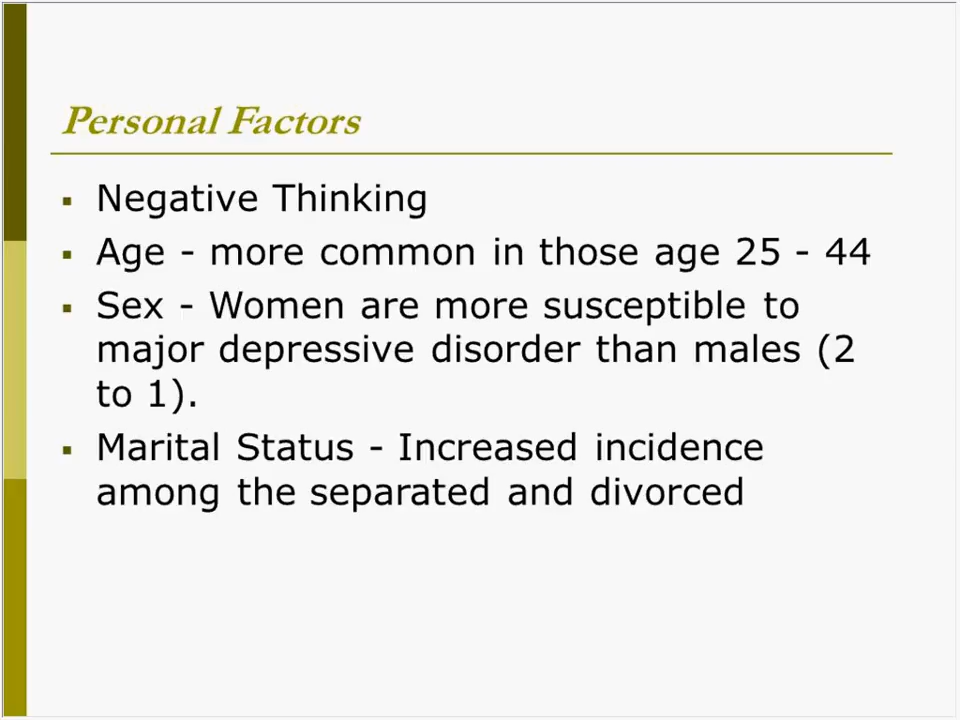 Personal Factors
▪ Negative Thinking
▪ Age - more common in those age 25 - 44
▪ Sex - Women are more susceptible to
major depressive disorder than males (2
to 1).
▪ Marital Status - Increased incidence
among the separated and divorced